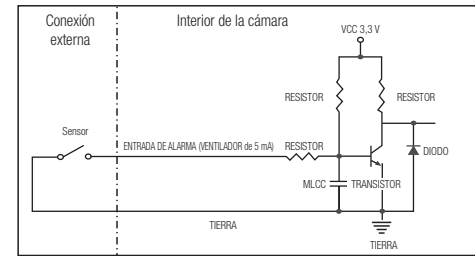 Conexión
externa
Interior de la cámara
VCC 3,3 V
RESISTOR
RESISTOR
Sensor
ENTRADA DE ALARMA (VENTILADOR de 5 mA)
RESISTOR
DIODO
MLCC
TRANSISTOR
TIERRA
TIERRA